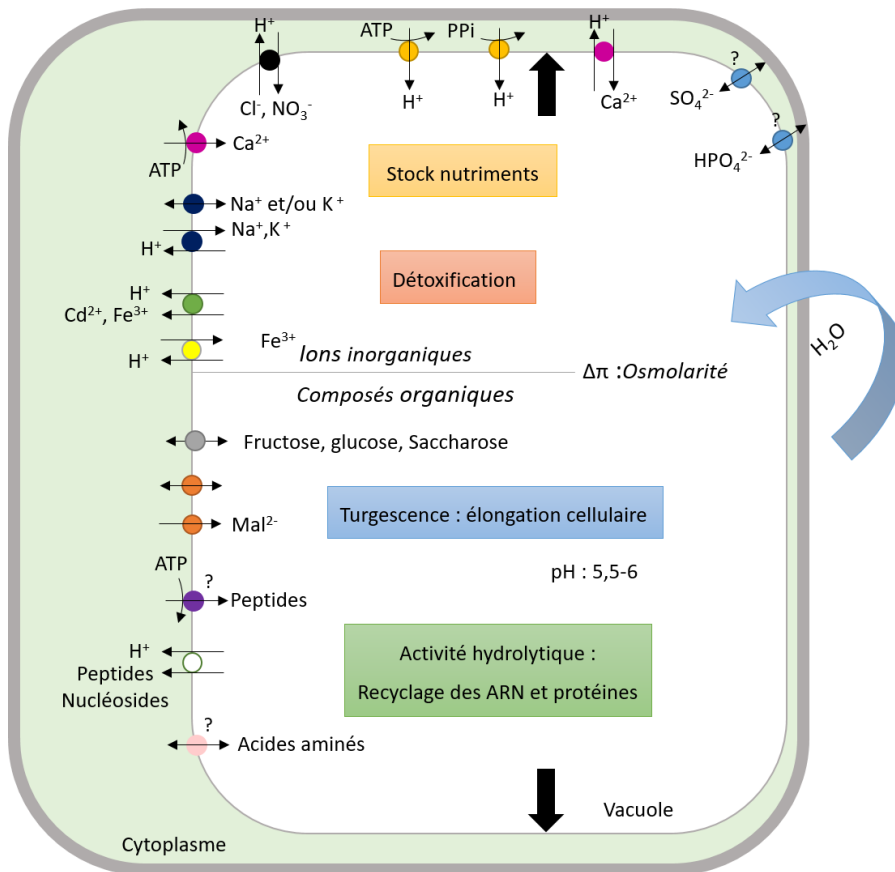 H⁺
ATP
PPi
H⁺
?
Cl⁻, NO₃⁻
H⁺
H⁺
Ca²⁺
SO₄²⁻
?
HPO₄²⁻
Ca²⁺
ATP
Stock nutriments
Na⁺ et/ou K⁺
Na⁺,K⁺
H⁺
Détoxification
H⁺
Cd²⁺, Fe³⁺
Fe³⁺
H⁺
Ions inorganiques
Δπ :Osmolarité
Composés organiques
H₂O
Fructose, glucose, Saccharose
Mal²⁻
Turgescence : élongation cellulaire
ATP
?
Peptides
pH : 5,5-6
H⁺
Peptides
Nucléosides
Activité hydrolytique :
Recyclage des ARN et protéines
?
Acides aminés
Vacuole
Cytoplasme